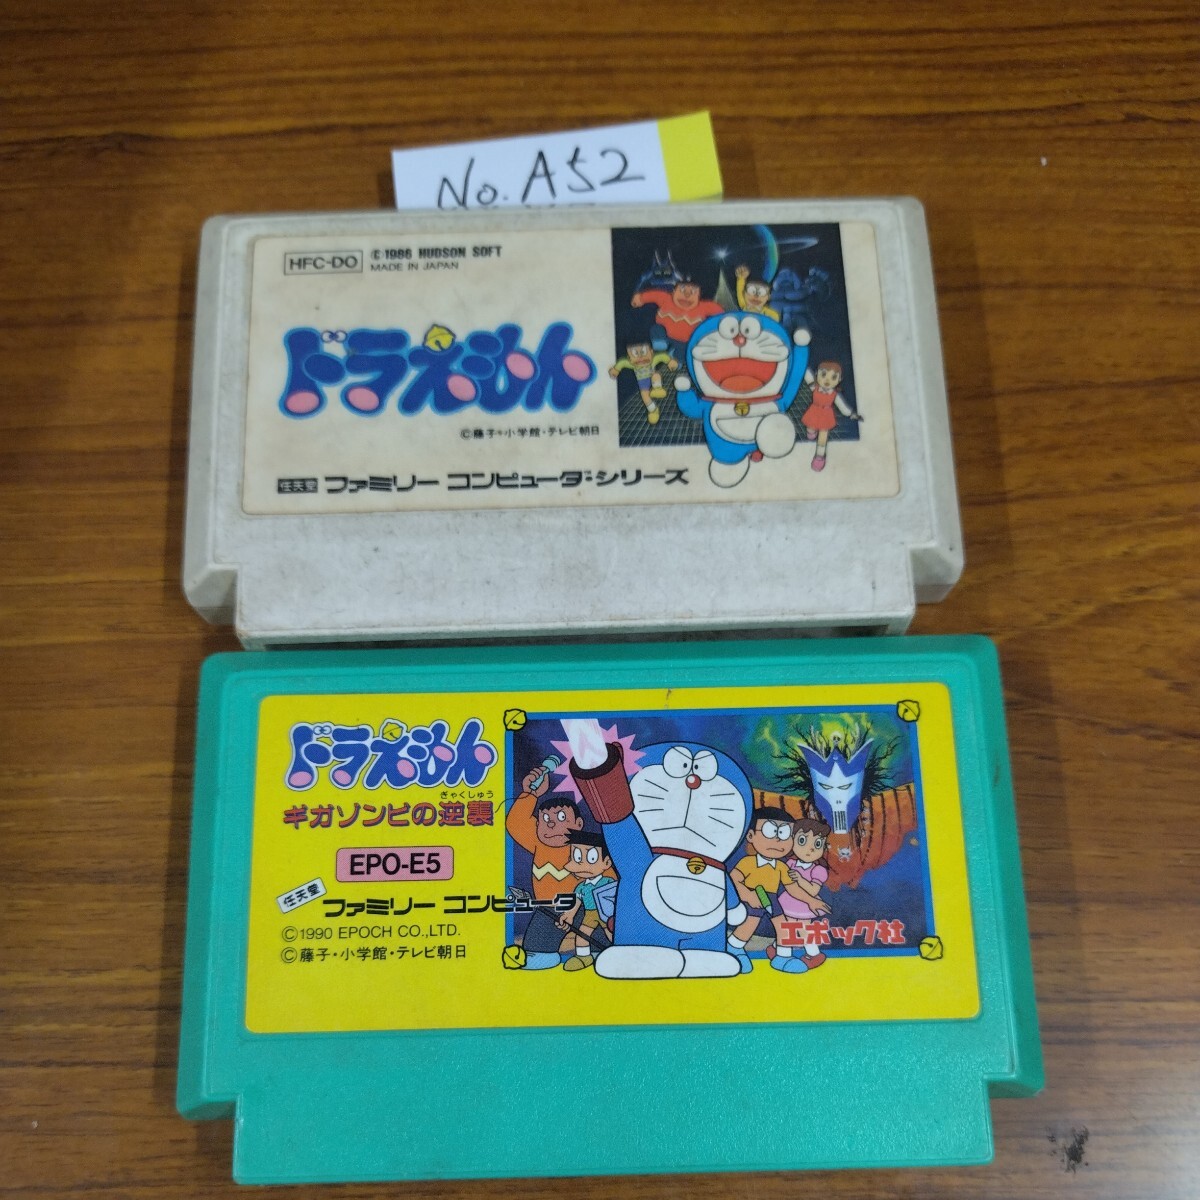 No. A52
HFC-DO
©1986 HUDSON SOFT
MADE IN JAPAN
ドラえもん
©藤子・小学館・テレビ朝日
任天堂 ファミリー コンピュータ・シリーズ
ドラえもん
ぎゃくしゅう
ギガゾンビの逆襲
EPO-E5
任天堂 ファミリー コンピュータ
©1990 EPOCH CO.,LTD.
©藤子・小学館・テレビ朝日
エポック社